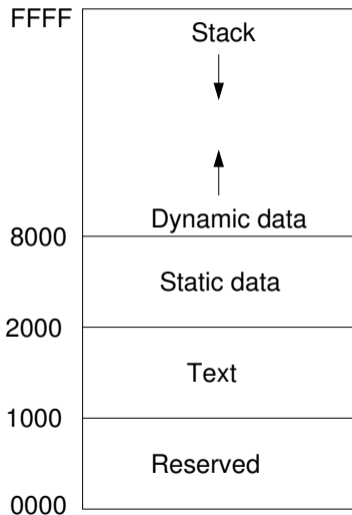 FFFF
Stack
Dynamic data
8000
Static data
2000
Text
1000
Reserved
0000